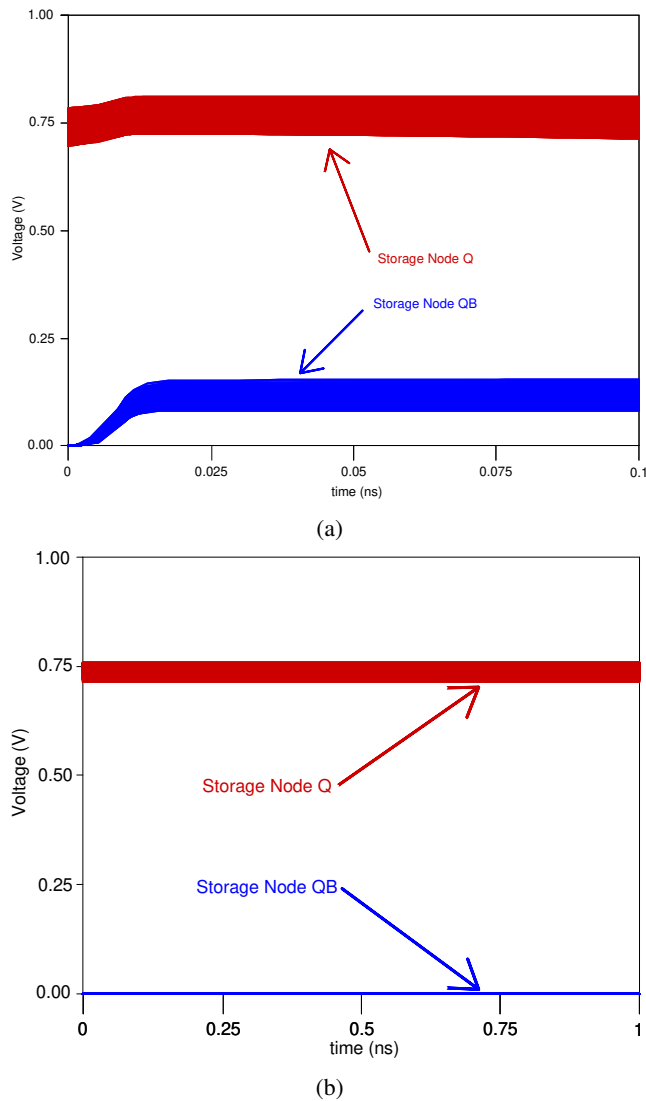 1.00
0.75
0.50
0.25
0.00
Voltage (V)
Storage Node Q
Storage Node QB
0 0.025 0.05 0.075 0.1
time (ns)
(a)
1.00
0.75
0.50
0.25
0.00
Voltage (V)
Storage Node Q
Storage Node QB
0 0.25 0.5 0.75 1
time (ns)
(b)